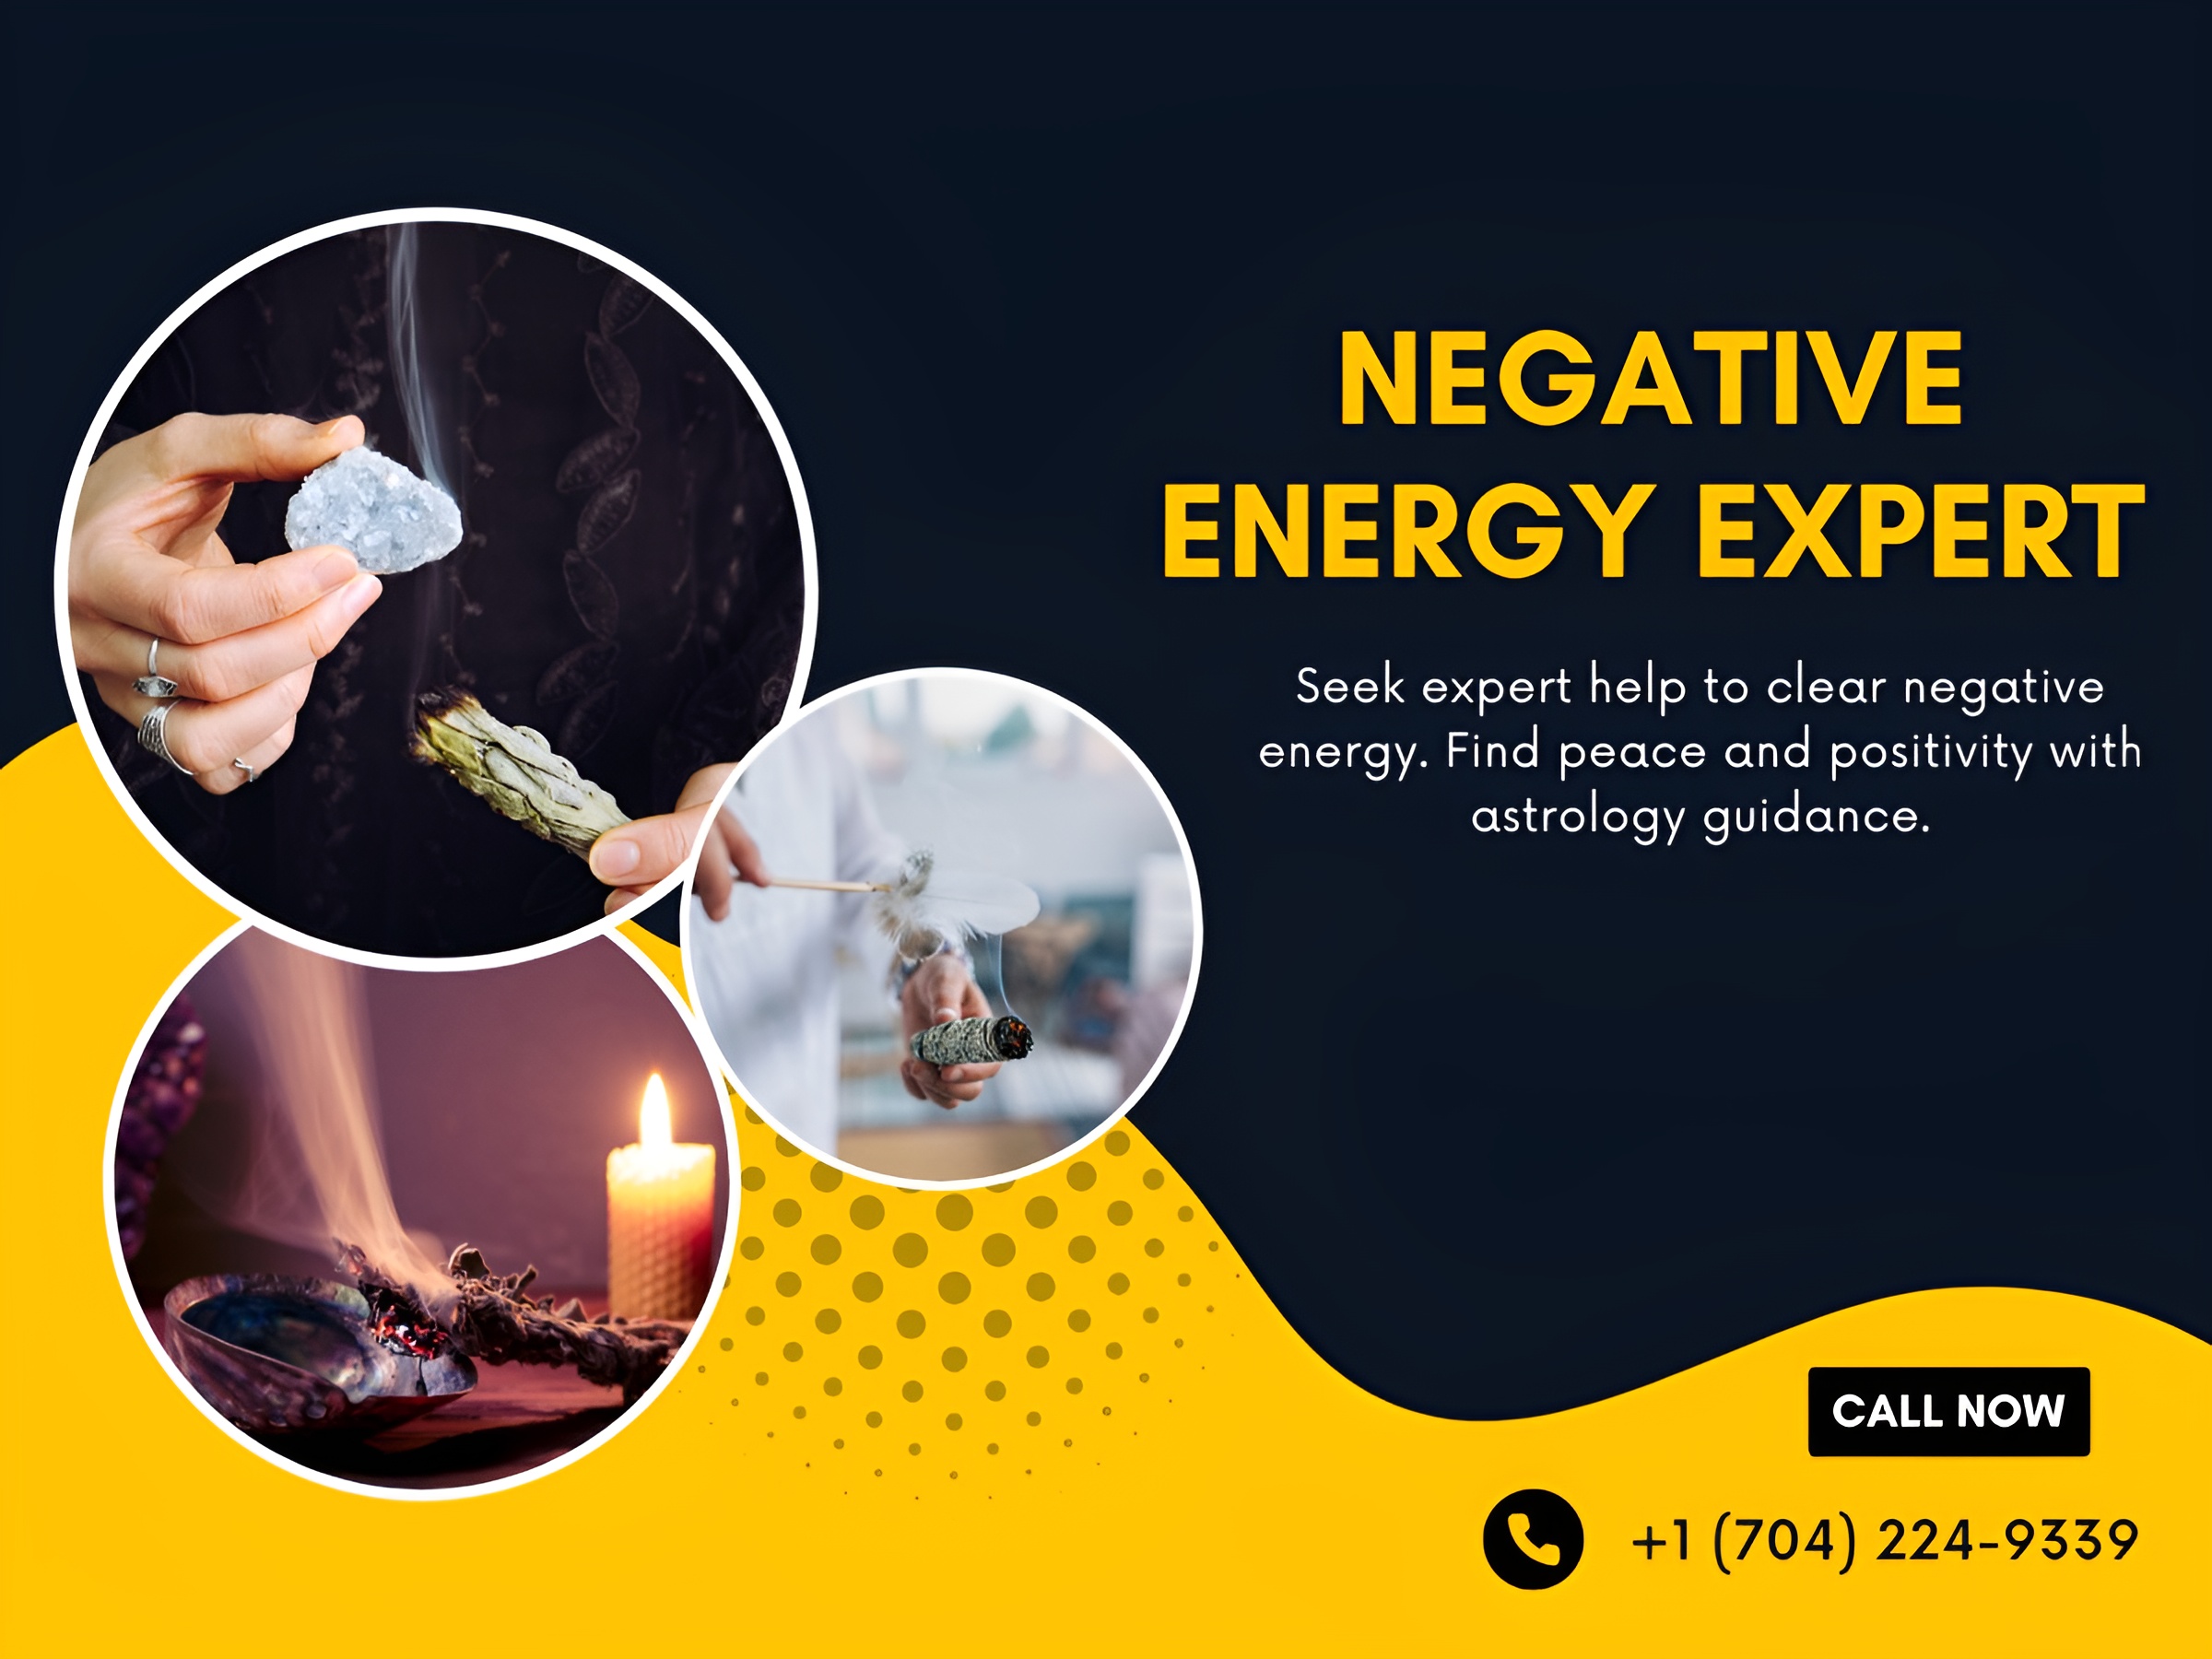 NEGATIVE
ENERGY EXPERT
Seek expert help to clear negative
energy. Find peace and positivity with
astrology guidance.
CALL NOW
+1 (704) 224-9339